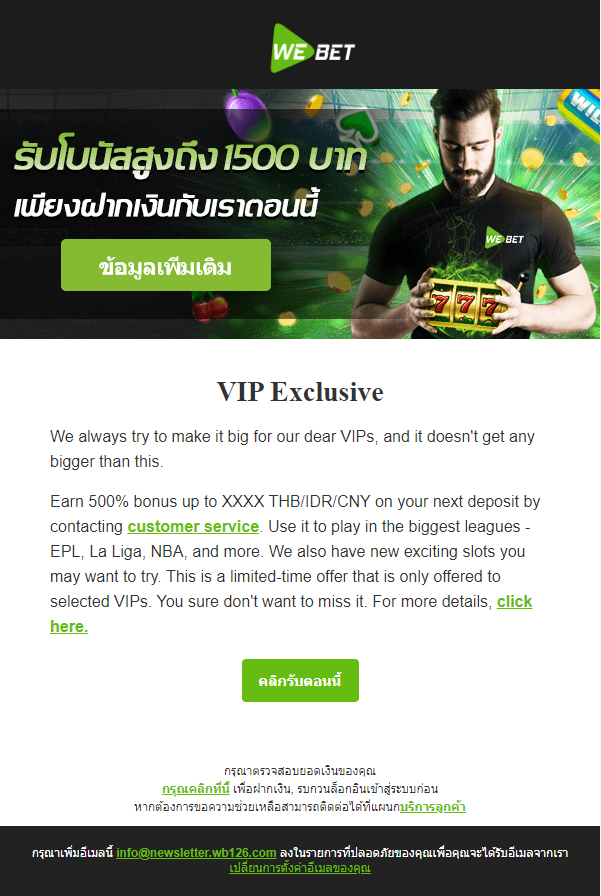 WE BET
รับโบนัสสูงถึง 1500 บาท
เพียงฝากเงินกับเราตอนนี้
ข้อมูลเพิ่มเติม
WE BET
777
VIP Exclusive
We always try to make it big for our dear VIPs, and it doesn't get any
bigger than this.
Earn 500% bonus up to XXXX THB/IDR/CNY on your next deposit by
contacting customer service. Use it to play in the biggest leagues -
EPL, La Liga, NBA, and more. We also have new exciting slots you
may want to try. This is a limited-time offer that is only offered to
selected VIPs. You sure don't want to miss it. For more details, click
here.
คลิกรับตอนนี้
กรุณาตรวจสอบยอดเงินของคุณ
กรุณคลิกที่นี่ เพื่อฝากเงิน, รบกวนล็อกอินเข้าสู่ระบบก่อน
หากต้องการขอความช่วยเหลือสามารถติดต่อได้ที่แผนกบริการลูกค้า
กรุณาเพิ่มอีเมลนี้ info@newsletter.wb126.com ลงในรายการที่ปลอดภัยของคุณเพื่อคุณจะได้รับอีเมลจากเรา
เปลี่ยนการตั้งค่าอีเมลของคุณ